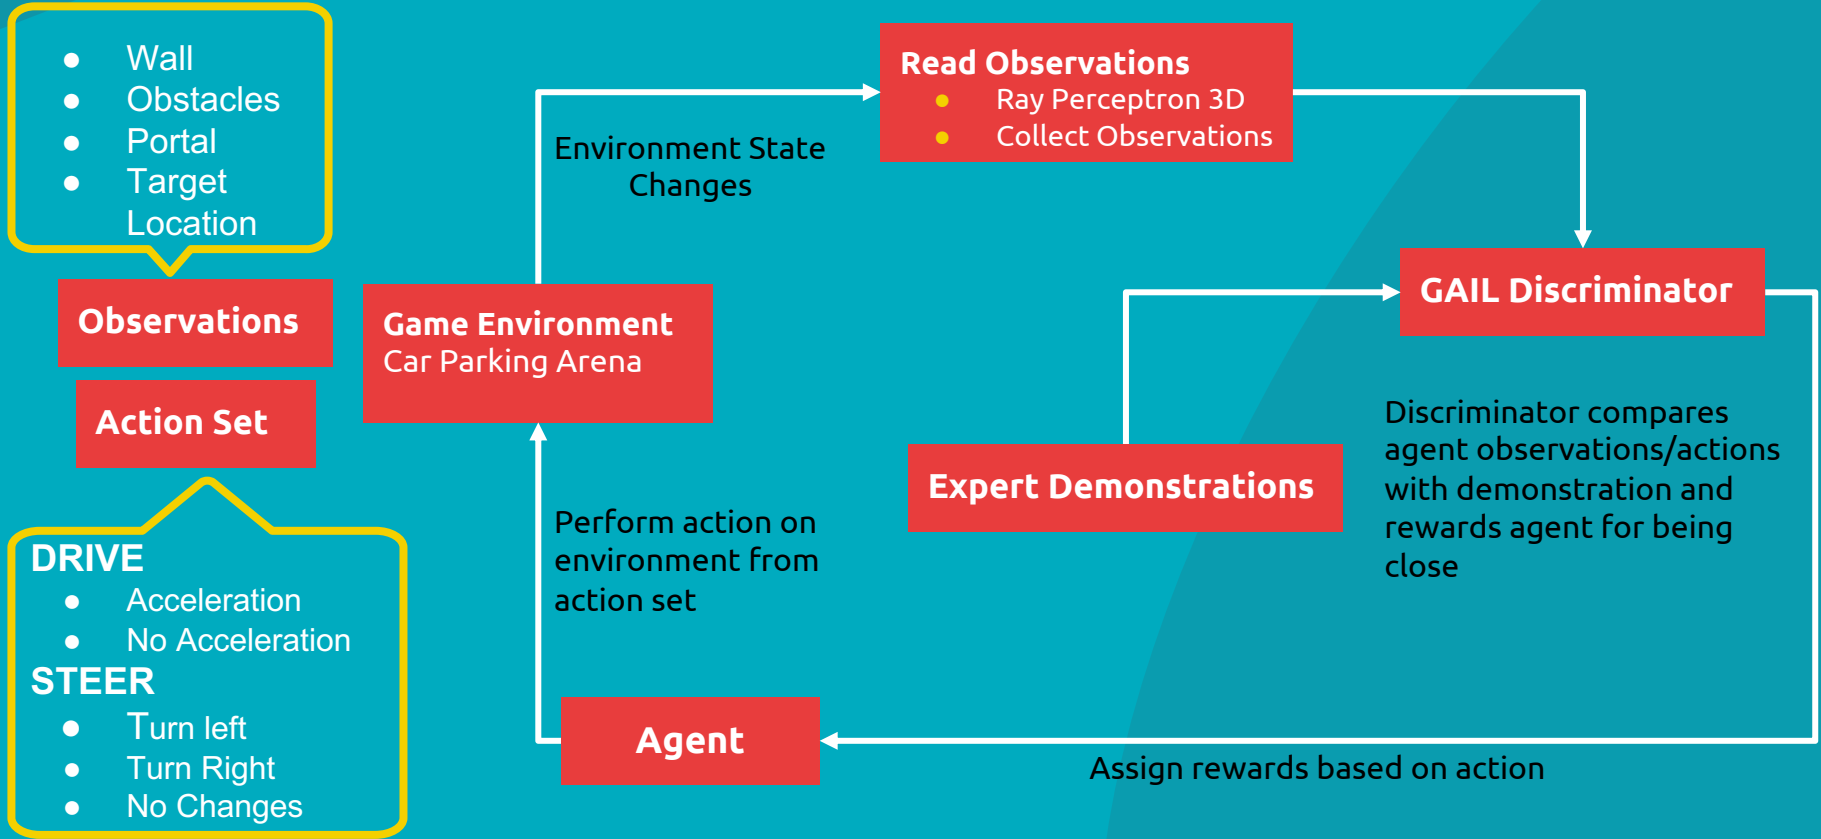 Wall
Obstacles
Portal
Target
Location
Observations
Action Set
DRIVE
Acceleration
No Acceleration
STEER
Turn left
Turn Right
No Changes
Game Environment
Car Parking Arena
Environment State
Changes
Read Observations
Ray Perceptron 3D
Collect Observations
GAIL Discriminator
Expert Demonstrations
Discriminator compares
agent observations/actions
with demonstration and
rewards agent for being
close
Perform action on
environment from
action set
Agent
Assign rewards based on action